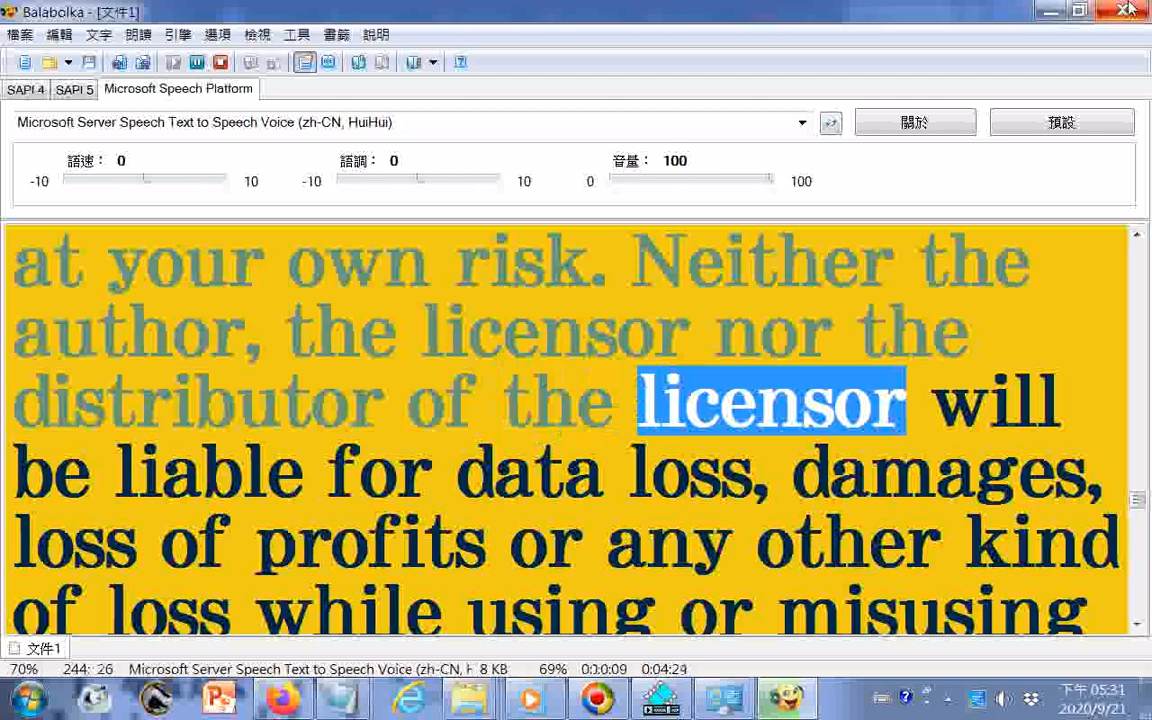 Balabolka - [文件1]
檔案 編輯 文字 朗讀 引擎 選項 檢視 工具 書籤 說明
SAPI 4 SAPI 5 Microsoft Speech Platform
Microsoft Server Speech Text to Speech Voice (zh-CN, HuiHui) 關於 預設
語速： 0 語調： 0 音量： 100
-10 10 -10 10 0 100
at your own risk. Neither the
author, the licensor nor the
distributor of the licensor will
be liable for data loss, damages,
loss of profits or any other kind
of loss while using or misusing
文件1
70% 244: 26 Microsoft Server Speech Text to Speech Voice (zh-CN, H 8 KB 69% 0:0:0:09 0:04:29
下午 05:31
2020/9/21